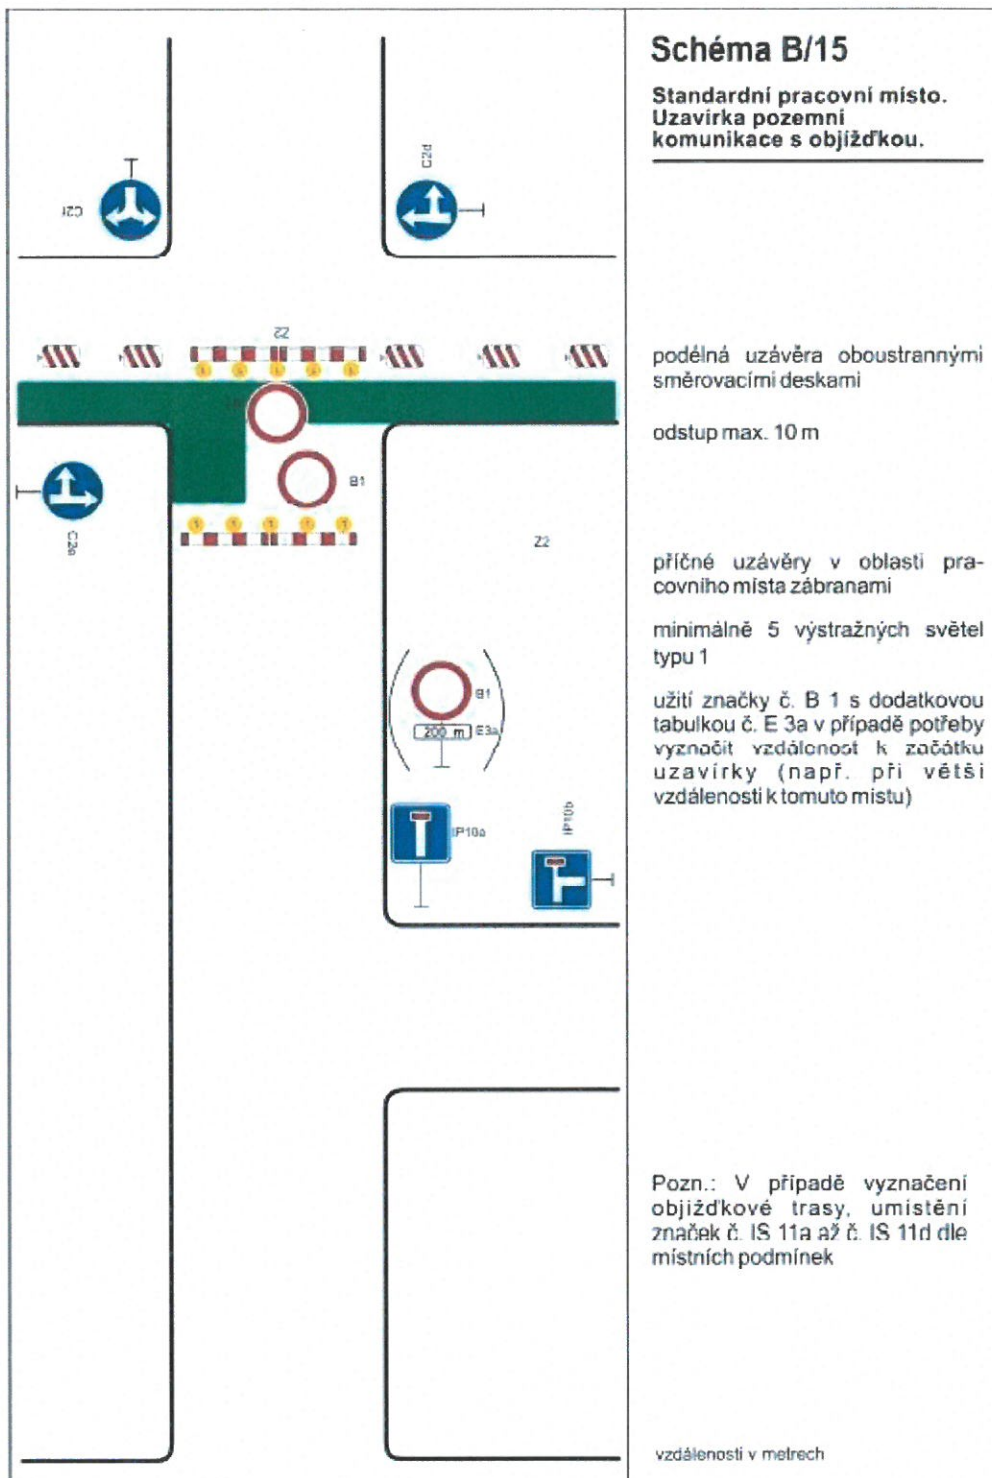 Schéma B/15
Standardní pracovní místo.
Uzavírka pozemní
komunikace s objížďkou.
C2f
C2d
Z2
podélná uzávěra oboustrannými
směrovacími deskami
odstup max. 10 m
B1
C2e
Z2
příčné uzávěry v oblasti pra-
covního místa zábranami
minimálně 5 výstražných světel
typu 1
užití značky č. B 1 s dodatkovou
tabulkou č. E 3a v případě potřeby
vyznačit vzdálenost k začátku
uzavírky (např. při větší
vzdálenosti k tomuto místu)
B1
200 m
E3a
IP10a
IP10b
Pozn.: V případě vyznačení
objížďkové trasy, umístění
značek č. IS 11a až č. IS 11d dle
místních podmínek
vzdálenosti v metrech